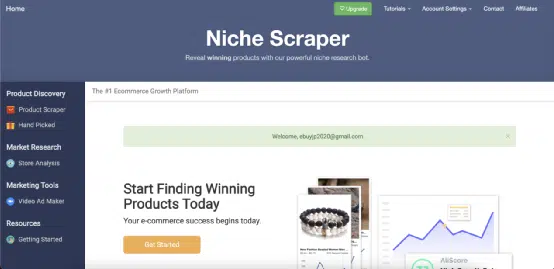 Home
Upgrade
Tutorials
Account Settings
Contact
Affiliates
Niche Scraper
Reveal winning products with our powerful niche research bot.
Product Discovery
Product Scraper
Hand Picked
Market Research
Store Analysis
Marketing Tools
Video Ad Maker
Resources
Getting Started
The #1 Ecommerce Growth Platform
Welcome, ebuyjp2020@gmail.com
Start Finding Winning
Products Today
Your e-commerce success begins today.
Get Started
AliScore